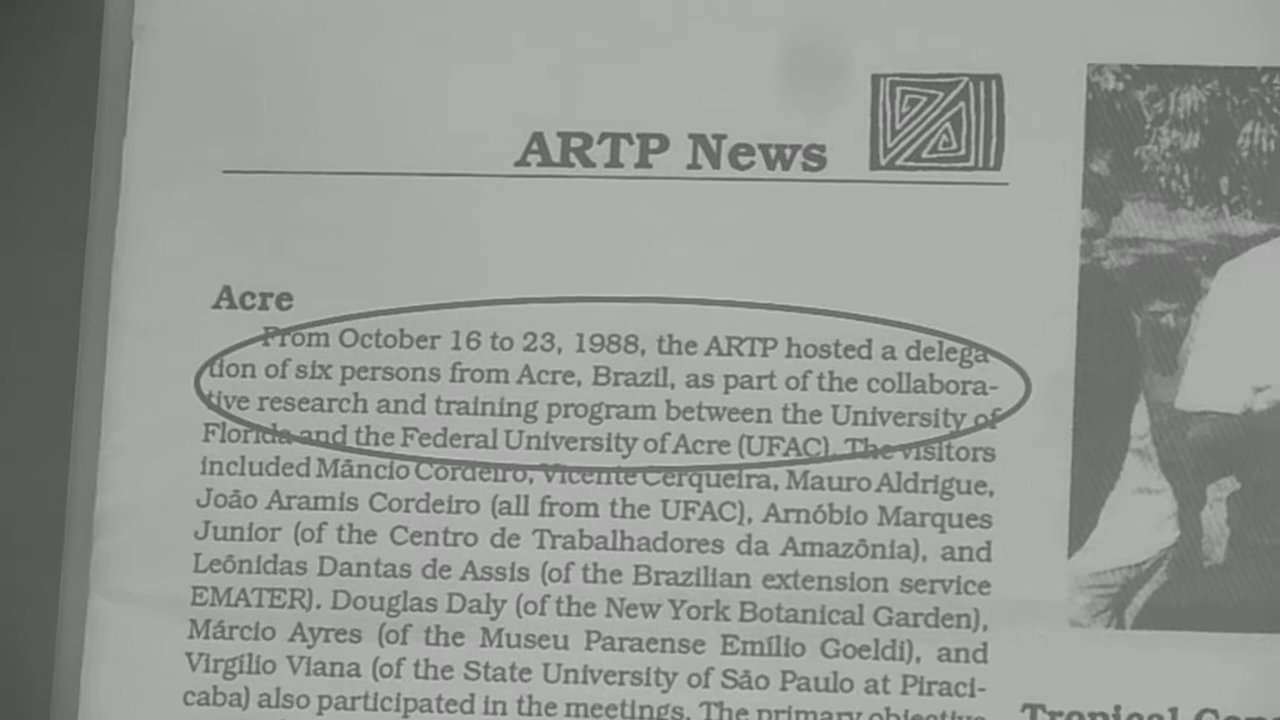 ARTP News
Acre
From October 16 to 23, 1988, the ARTP hosted a delega-
tion of six persons from Acre, Brazil, as part of the collabora-
tive research and training program between the University of
Florida and the Federal University of Acre (UFAC). The visitors
included Mâncio Cordeiro, Vicente Cerqueira, Mauro Aldrigue,
João Aramis Cordeiro (all from the UFAC), Arnóbio Marques
Junior (of the Centro de Trabalhadores da Amazônia), and
Leônidas Dantas de Assis (of the Brazilian extension service
EMATER). Douglas Daly (of the New York Botanical Garden),
Márcio Ayres (of the Museu Paraense Emílio Goeldi), and
Virgílio Viana (of the State University of São Paulo at Piraci-
caba) also participated in the meetings. The primary objective
Tropical